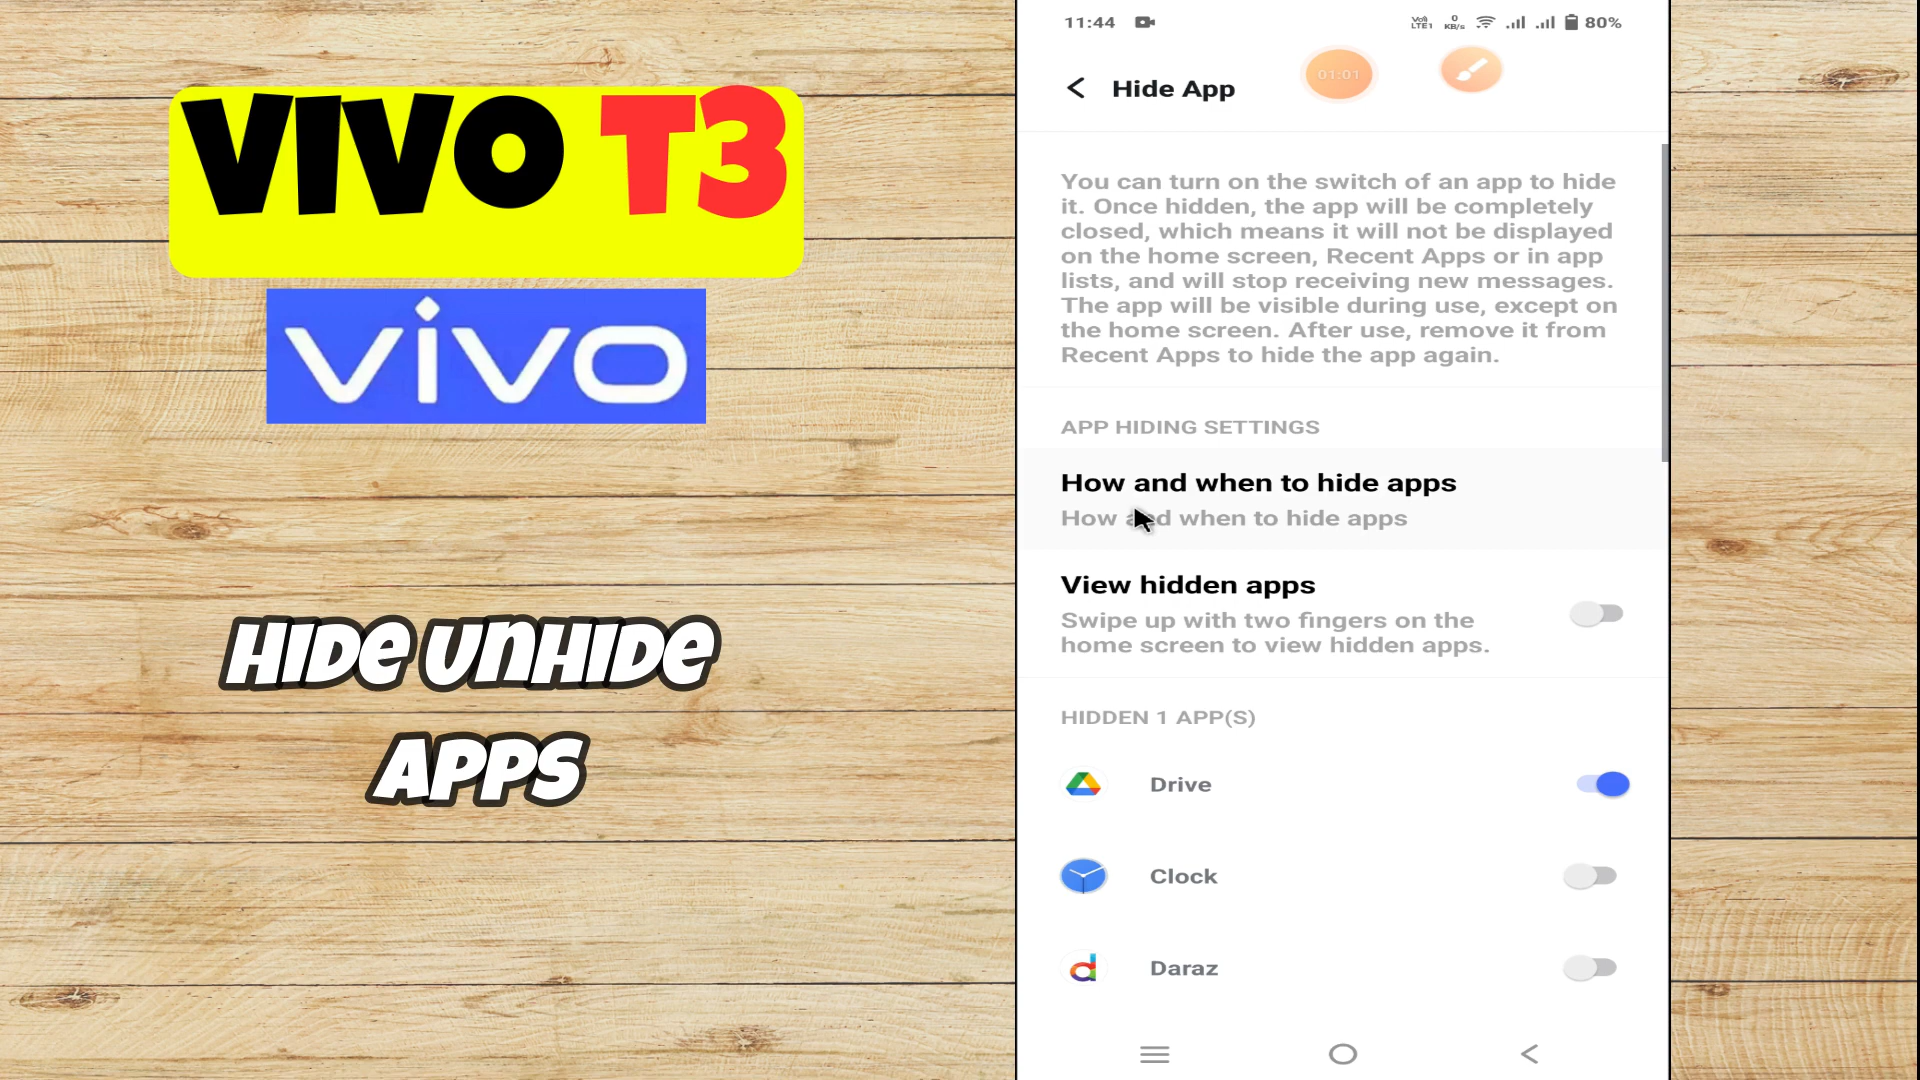 VIVO T3
vivo
HIDE UNHIDE
APPS
11:44
VoLTE1 0 KB/s 80%
Hide App
01:01
You can turn on the switch of an app to hide
it. Once hidden, the app will be completely
closed, which means it will not be displayed
on the home screen, Recent Apps or in app
lists, and will stop receiving new messages.
The app will be visible during use, except on
the home screen. After use, remove it from
Recent Apps to hide the app again.
APP HIDING SETTINGS
How and when to hide apps
How and when to hide apps
View hidden apps
Swipe up with two fingers on the
home screen to view hidden apps.
HIDDEN 1 APP(S)
Drive
Clock
Daraz